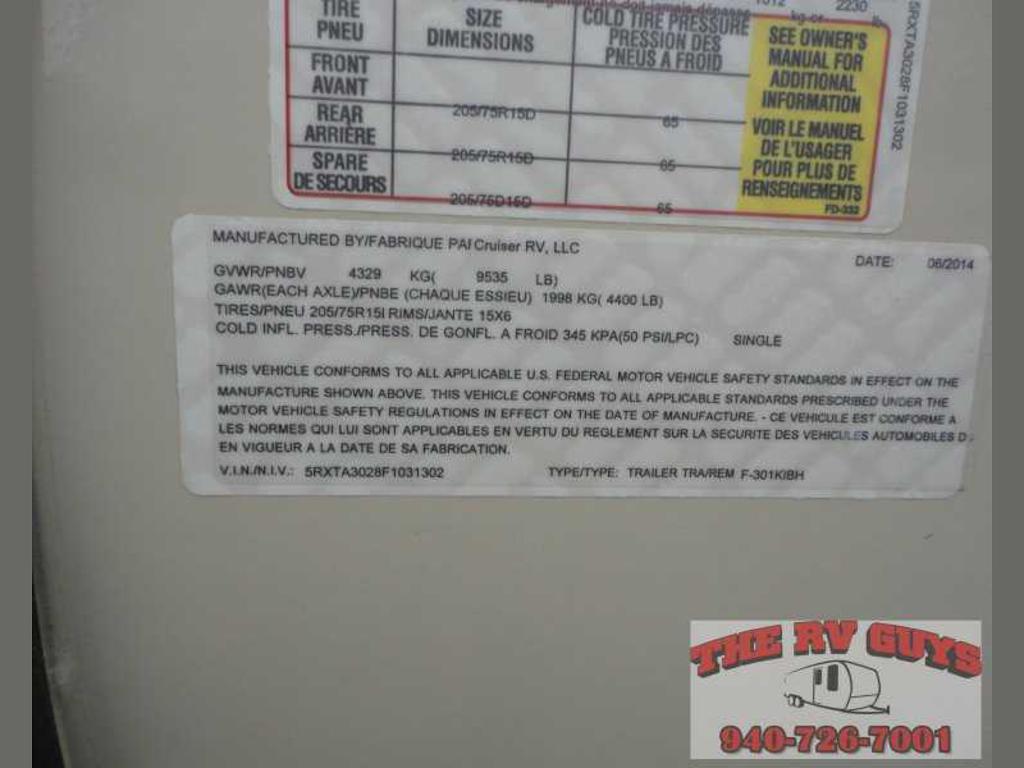 1012 kg or 2230 lb
TIRE
PNEU
SIZE
DIMENSIONS
COLD TIRE PRESSURE
PRESSION DES
PNEUS A FROID
FRONT
AVANT
205/75R15D
65
REAR
ARRIÈRE
205/75R15D
65
SPARE
DE SECOURS
205/75D15D
65
SEE OWNER'S
MANUAL FOR
ADDITIONAL
INFORMATION
VOIR LE MANUEL
DE L'USAGER
POUR PLUS DE
RENSEIGNEMENTS
FD-332
5RXTA3028F1031302
MANUFACTURED BY/FABRIQUE PAR Cruiser RV, LLC
DATE: 06/2014
GVWR/PNBV 4329 KG( 9535 LB)
GAWR(EACH AXLE)/PNBE (CHAQUE ESSIEU) 1998 KG( 4400 LB)
TIRES/PNEU 205/75R15 RIMS/JANTE 15X6
COLD INFL. PRESS./PRESS. DE GONFL. A FROID 345 KPA(50 PSI/LPC) SINGLE
THIS VEHICLE CONFORMS TO ALL APPLICABLE U.S. FEDERAL MOTOR VEHICLE SAFETY STANDARDS IN EFFECT ON THE
MANUFACTURE SHOWN ABOVE. THIS VEHICLE CONFORMS TO ALL APPLICABLE STANDARDS PRESCRIBED UNDER THE
MOTOR VEHICLE SAFETY REGULATIONS IN EFFECT ON THE DATE OF MANUFACTURE. - CE VEHICULE EST CONFORME A
LES NORMES QUI LUI SONT APPLICABLES EN VERTU DU REGLEMENT SUR LA SECURITE DES VEHICULES AUTOMOBILES D
EN VIGUEUR A LA DATE DE SA FABRICATION.
V.I.N./N.I.V.: 5RXTA3028F1031302 TYPE/TYPE: TRAILER TRA/REM F-301KIBH
THE RV GUYS
940-726-7001